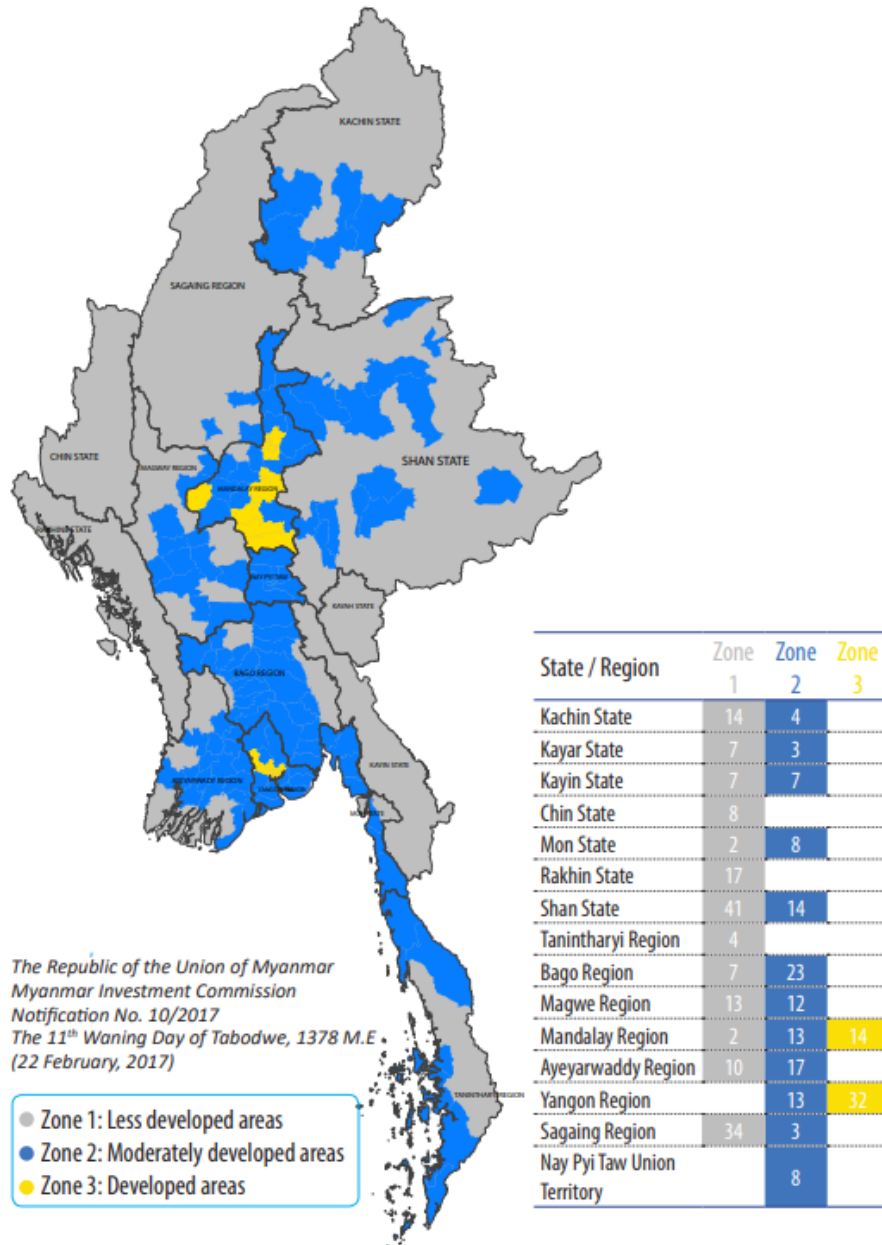 KACHIN STATE
SAGAING REGION
CHIN STATE
MAGWAY REGION
SHAN STATE
MANDALAY REGION
NAY PYI TAW
KAYAH STATE
BAGO REGION
KAYIN STATE
AYEYARWADY REGION
TANINTHARYI REGION
The Republic of the Union of Myanmar
Myanmar Investment Commission
Notification No. 10/2017
The 11th Waning Day of Tabodwe, 1378 M.E
(22 February, 2017)
Zone 1: Less developed areas
Zone 2: Moderately developed areas
Zone 3: Developed areas
State / Region Zone 1 Zone 2 Zone 3
Kachin State 14 4
Kayar State 7 3
Kayin State 7 7
Chin State 8
Mon State 2 8
Rakhin State 17
Shan State 41 14
Tanintharyi Region 4
Bago Region 7 23
Magwe Region 13 12
Mandalay Region 2 13 14
Ayeyarwaddy Region 10 17
Yangon Region 13 32
Sagaing Region 34 3
Nay Pyi Taw Union
Territory 8